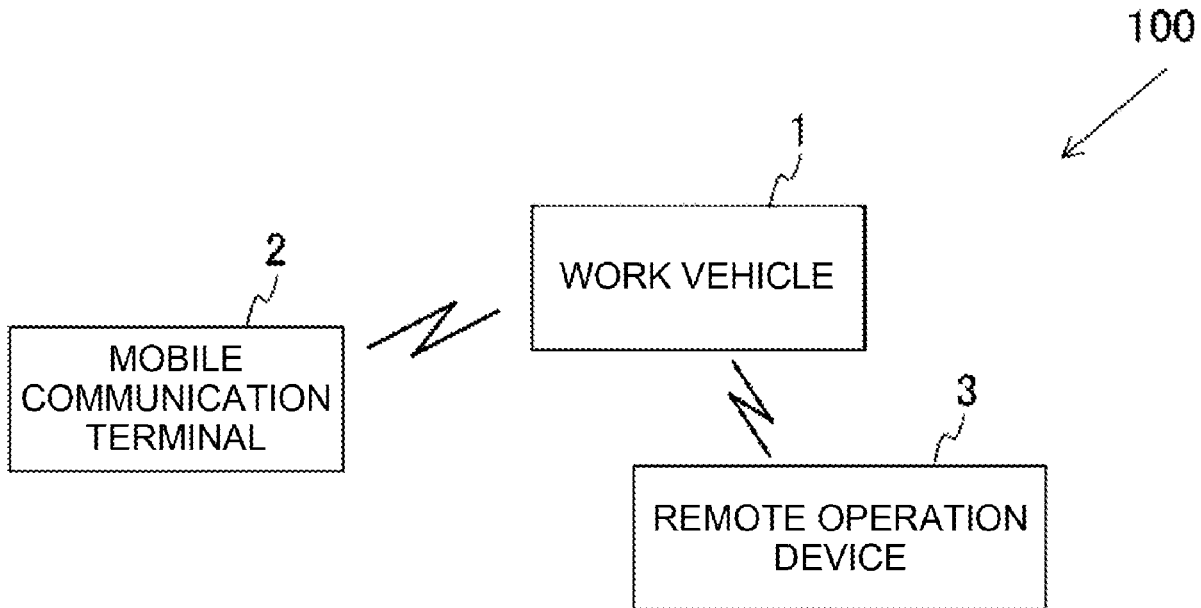 100
1
WORK VEHICLE
2
MOBILE
COMMUNICATION
TERMINAL
3
REMOTE OPERATION
DEVICE